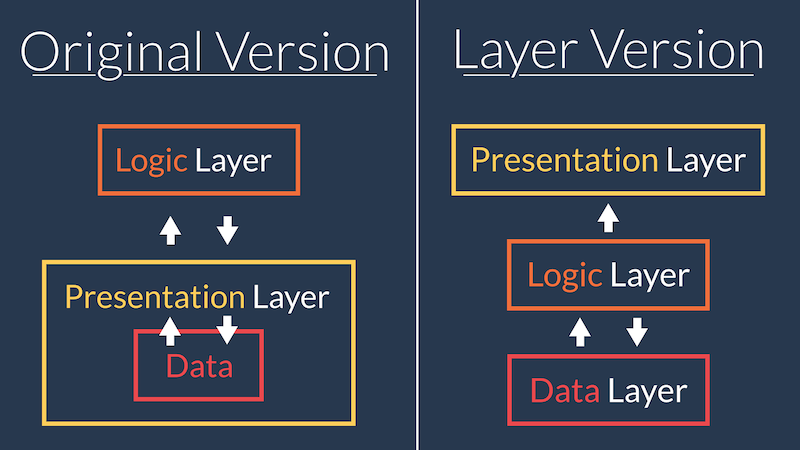 Original Version
Logic Layer
Presentation Layer
Data
Layer Version
Presentation Layer
Logic Layer
Data Layer